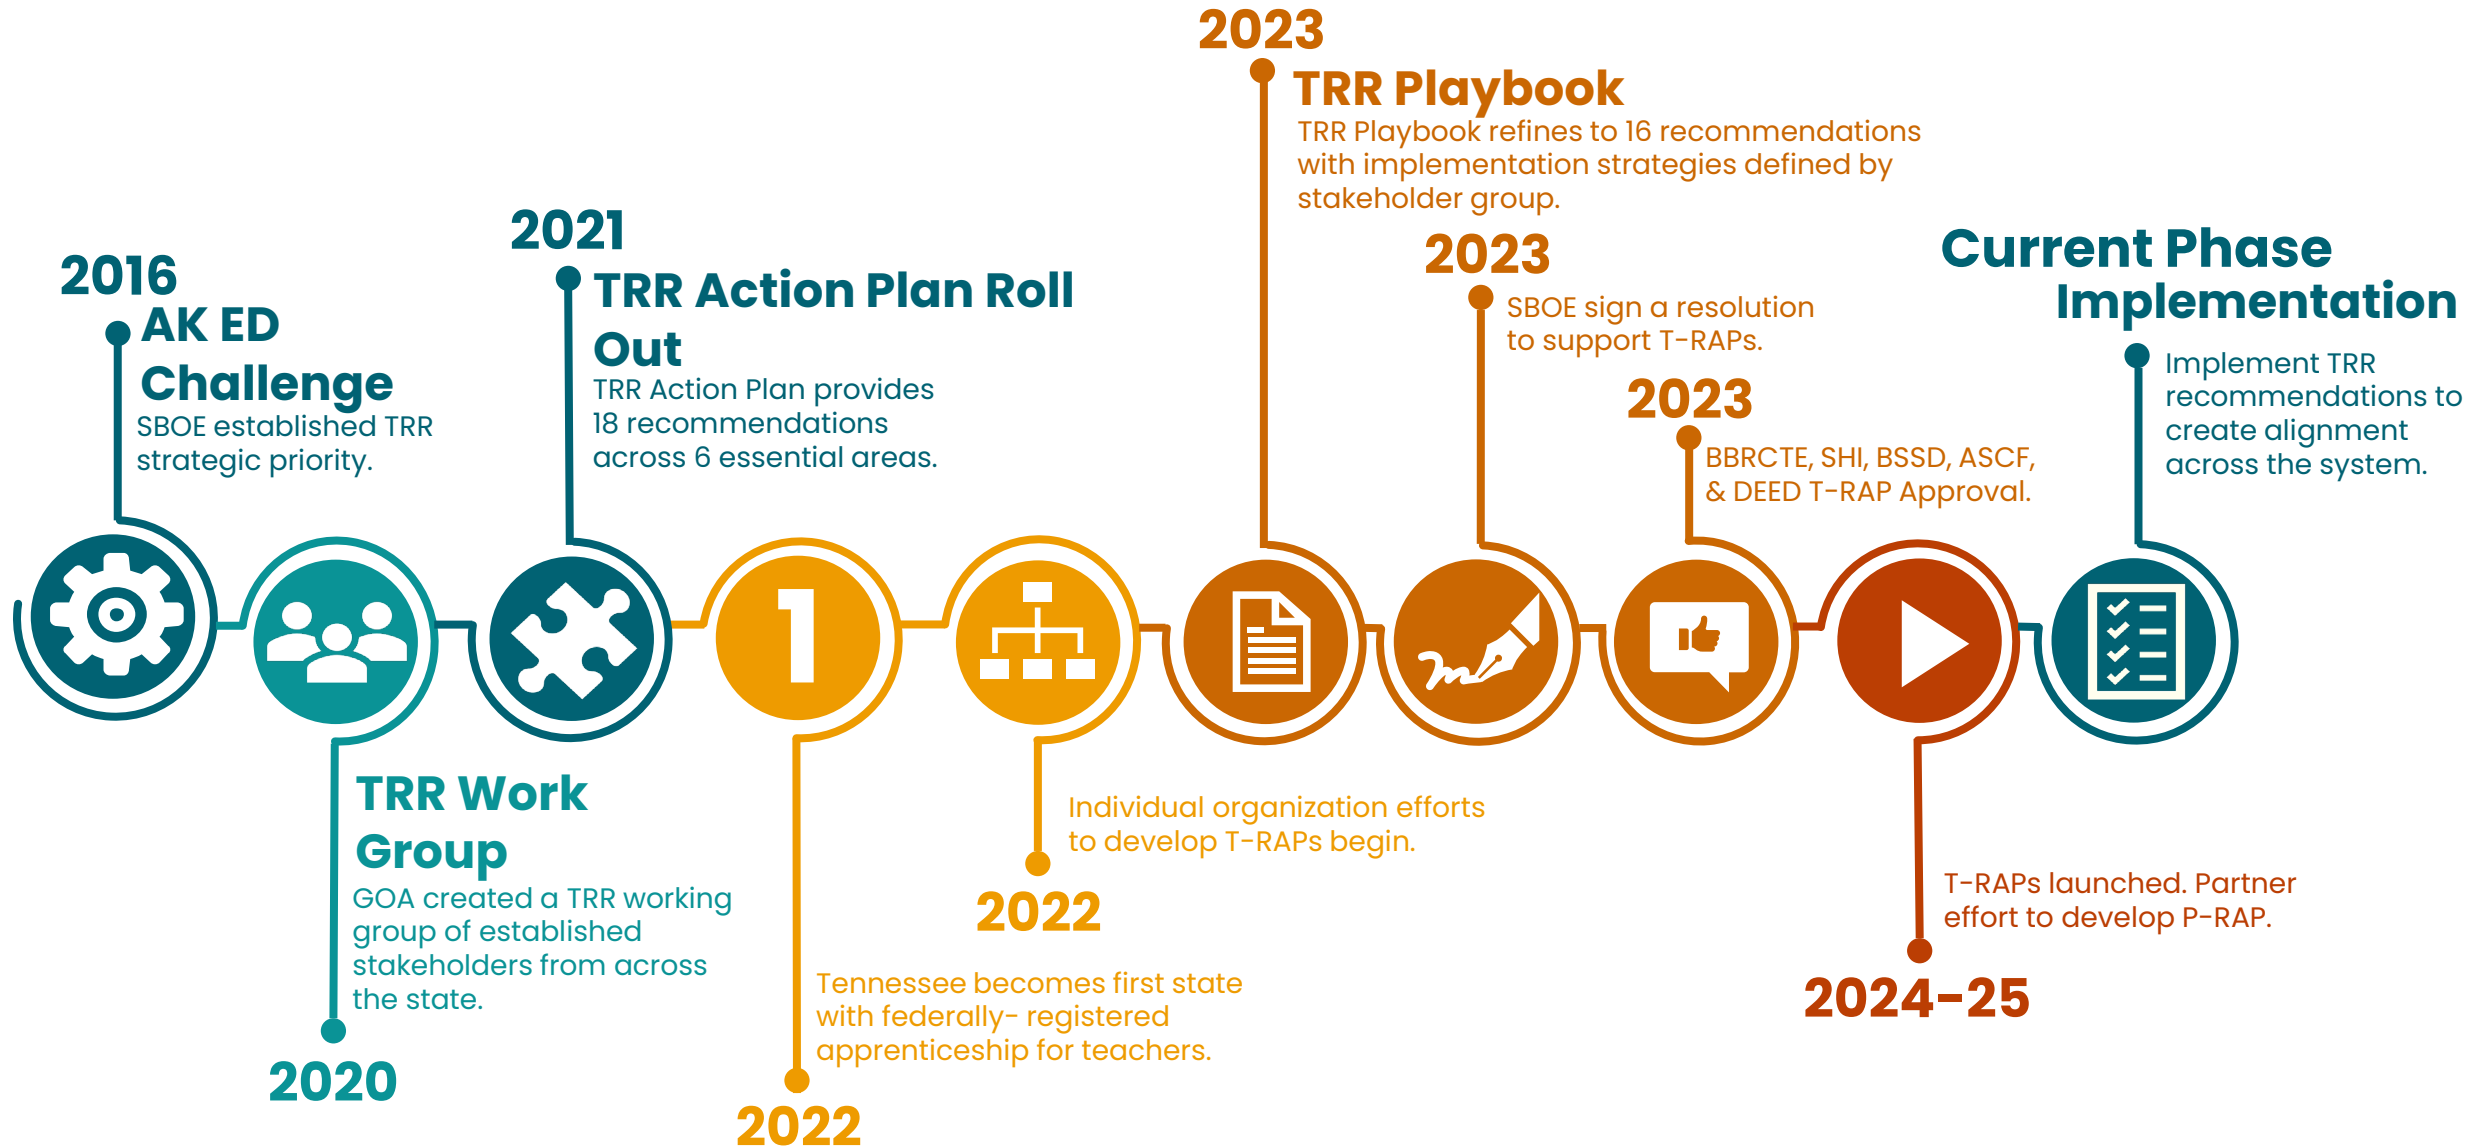 2016
AK ED
Challenge
SBOE established TRR
strategic priority.
TRR Work
Group
GOA created a TRR working
group of established
stakeholders from across
the state.
2020
2021
TRR Action Plan Roll
Out
TRR Action Plan provides
18 recommendations
across 6 essential areas.
1
Tennessee becomes first state
with federally- registered
apprenticeship for teachers.
2022
Individual organization efforts
to develop T-RAPs begin.
2022
2023
TRR Playbook
TRR Playbook refines to 16 recommendations
with implementation strategies defined by
stakeholder group.
2023
SBOE sign a resolution
to support T-RAPs.
2023
BBRCTE, SHI, BSSD, ASCF,
& DEED T-RAP Approval.
T-RAPs launched. Partner
effort to develop P-RAP.
2024-25
Current Phase
Implementation
Implement TRR
recommendations to
create alignment
across the system.